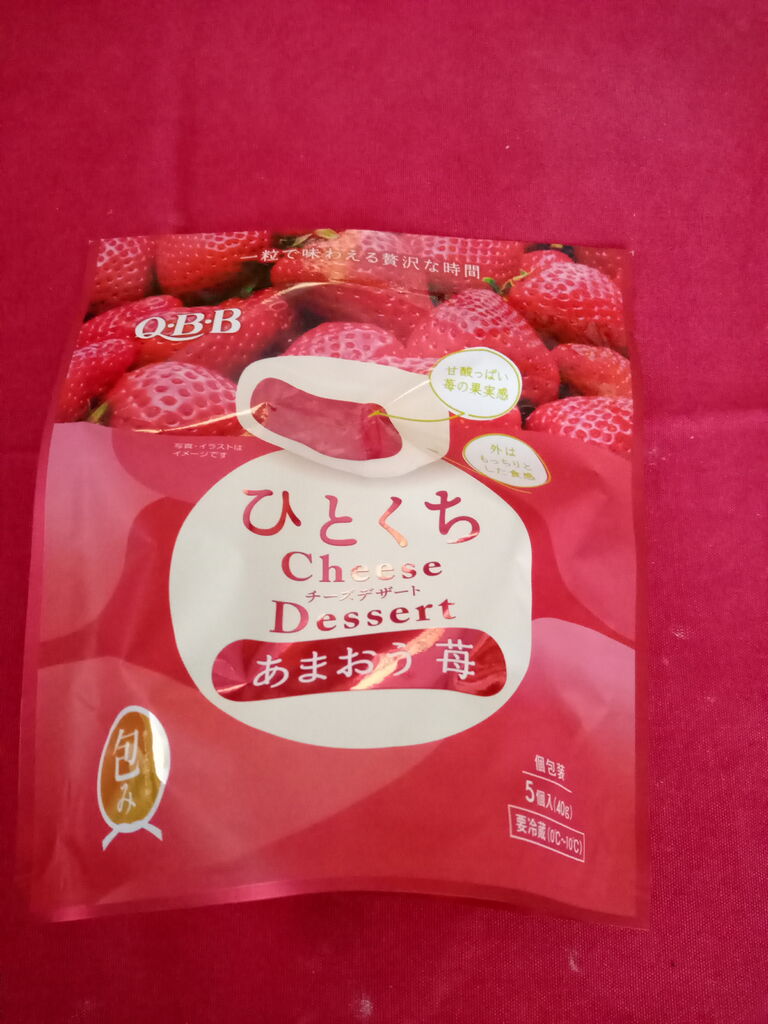 一粒で味わえる贅沢な時間
Q・B・B
甘酸っぱい
苺の果実感
外は
もっちりと
した食感
写真・イラストは
イメージです
ひとくち
Cheese
チーズデザート
Dessert
あまおう 苺
包み
個包装
5個入(40g)
要冷蔵(0℃~10℃)